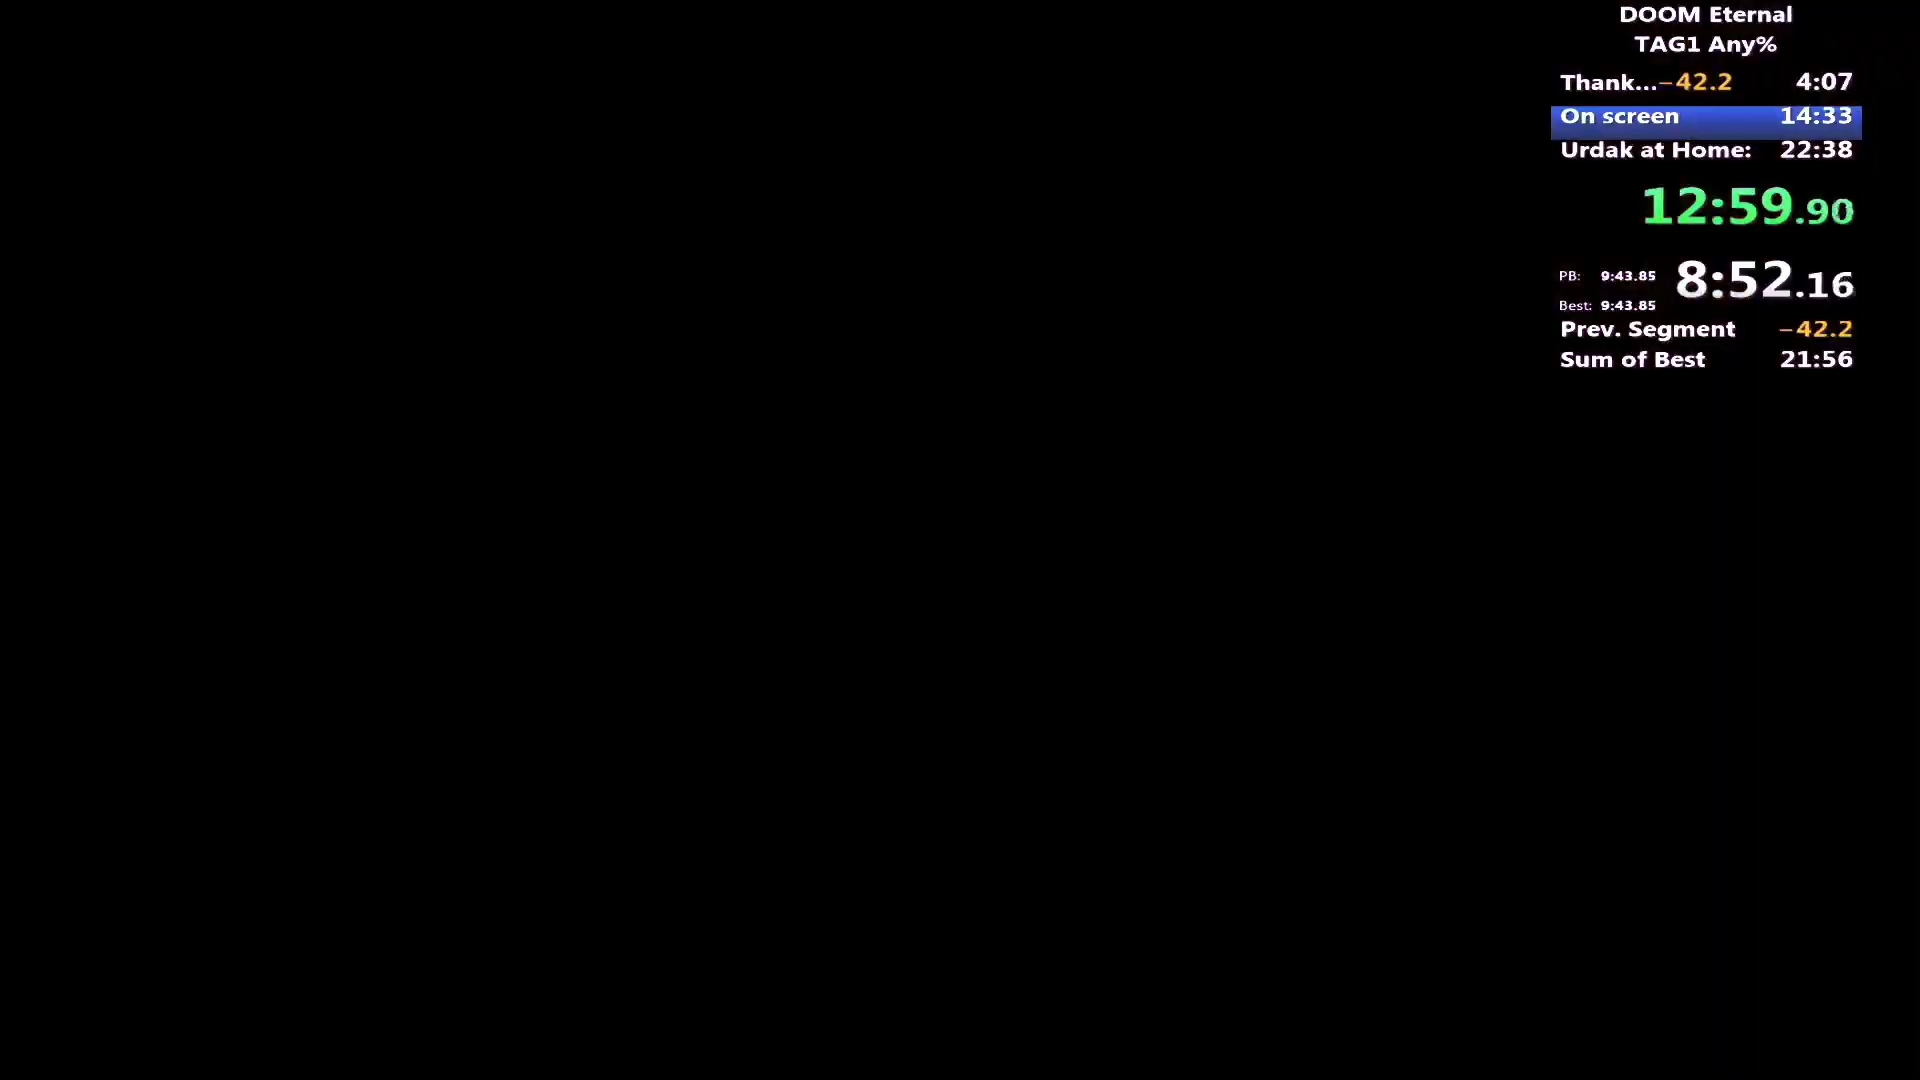 DOOM Eternal
TAG1 Any%
Thank... −42.2 4:07
On screen 14:33
Urdak at Home: 22:38
12:59.90
PB: 9:43.85 8:52.16
Best: 9:43.85
Prev. Segment −42.2
Sum of Best 21:56